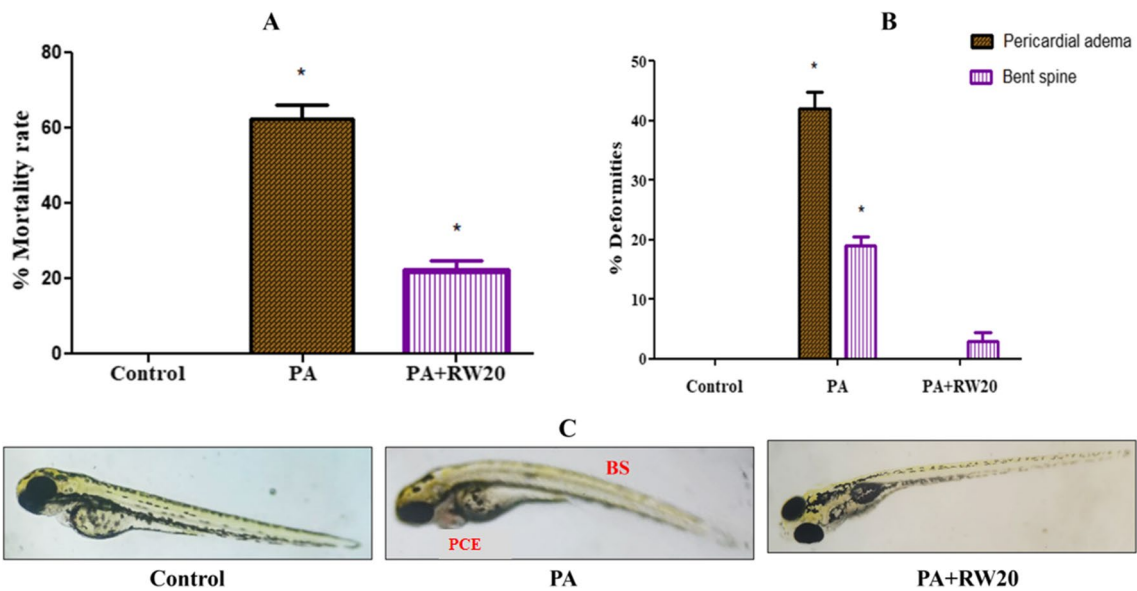 A
% Mortality rate
80
60
40
20
0
*
*
Control PA PA+RW20
B
Pericardial adema
Bent spine
% Deformities
50
40
30
20
10
0
*
*
Control PA PA+RW20
C
BS
PCE
Control PA PA+RW20